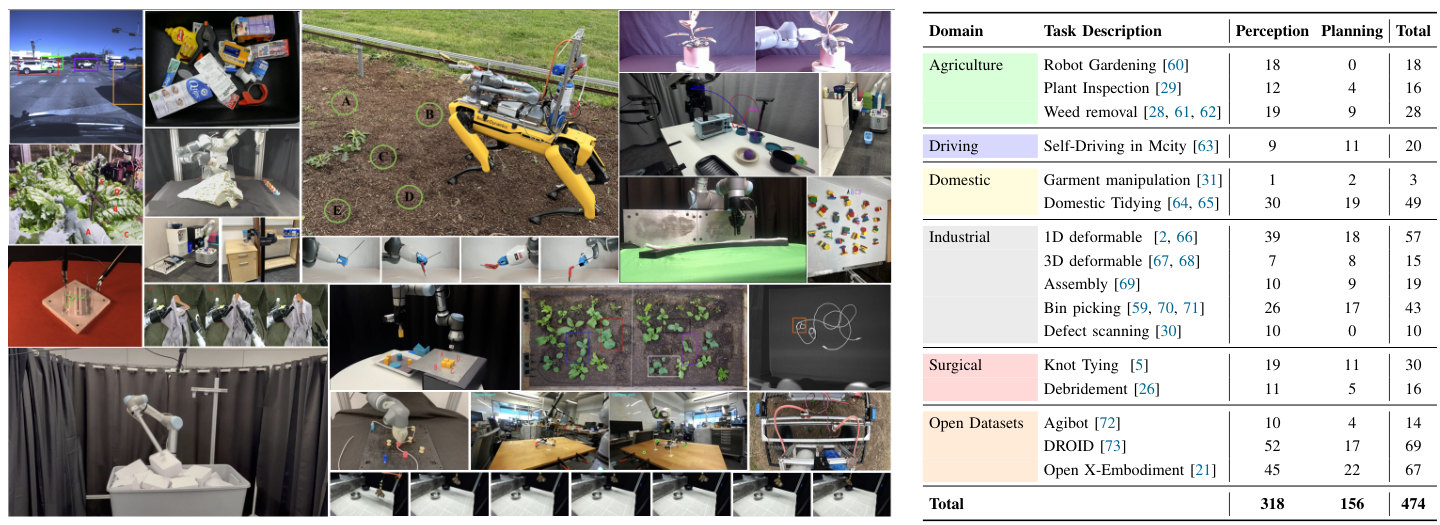 A
B
C
D
E
A
C
Domain Task Description Perception Planning Total
Agriculture Robot Gardening [60] 18 0 18
Plant Inspection [29] 12 4 16
Weed removal [28, 61, 62] 19 9 28
Driving Self-Driving in Mcity [63] 9 11 20
Domestic Garment manipulation [31] 1 2 3
Domestic Tidying [64, 65] 30 19 49
Industrial 1D deformable [2, 66] 39 18 57
3D deformable [67, 68] 7 8 15
Assembly [69] 10 9 19
Bin picking [59, 70, 71] 26 17 43
Defect scanning [30] 10 0 10
Surgical Knot Tying [5] 19 11 30
Debridement [26] 11 5 16
Open Datasets Agibot [72] 10 4 14
DROID [73] 52 17 69
Open X-Embodiment [21] 45 22 67
Total 318 156 474